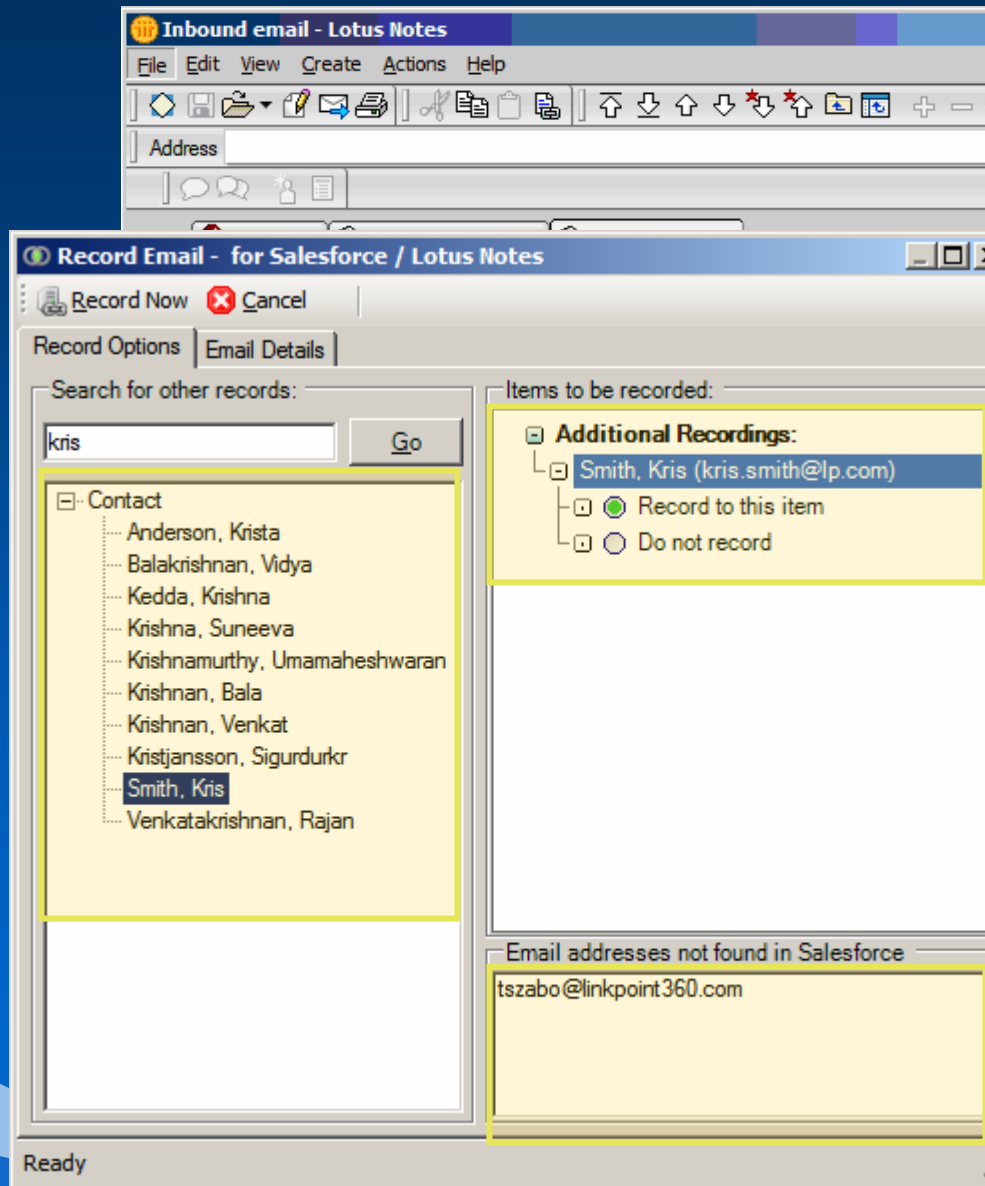 Inbound email - Lotus Notes
File Edit View Create Actions Help
Address
Record Email - for Salesforce / Lotus Notes
Record Now Cancel
Record Options Email Details
Search for other records:
kris Go
Contact
Anderson, Krista
Balakrishnan, Vidya
Kedda, Krishna
Krishna, Suneeva
Krishnamurthy, Umamaheshwaran
Krishnan, Bala
Krishnan, Venkat
Kristjansson, Sigurdurkr
Smith, Kris
Venkatakrishnan, Rajan
Items to be recorded:
Additional Recordings:
Smith, Kris (kris.smith@lp.com)
Record to this item
Do not record
Email addresses not found in Salesforce
tszabo@linkpoint360.com
Ready